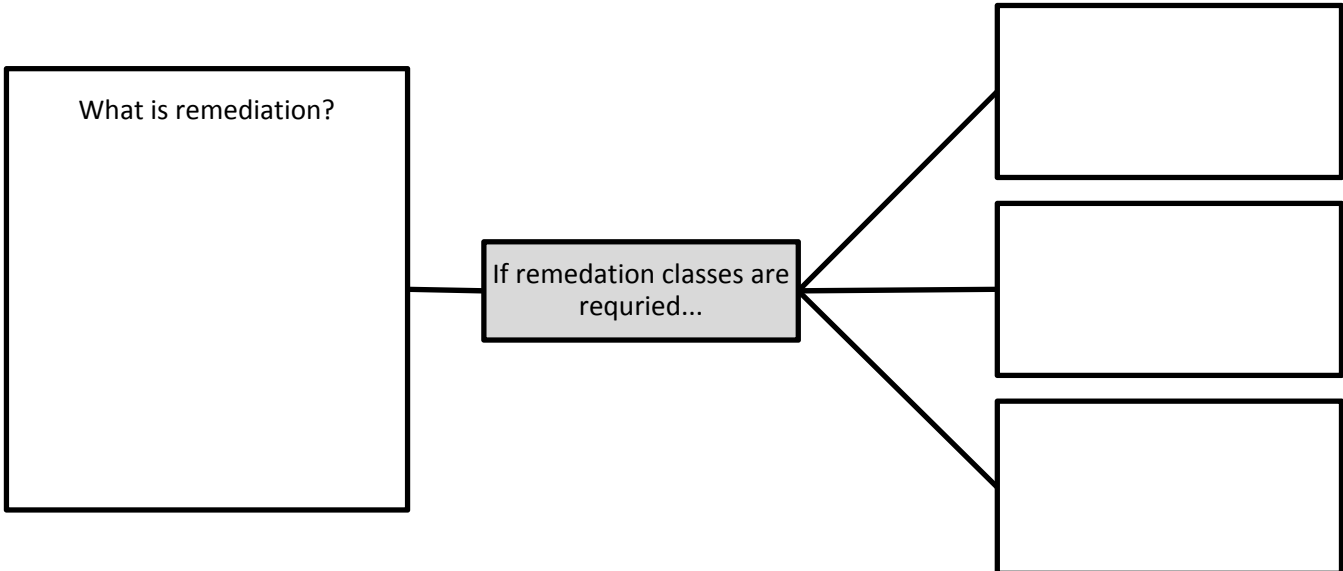 What is remediation?
If remedation classes are
requried...